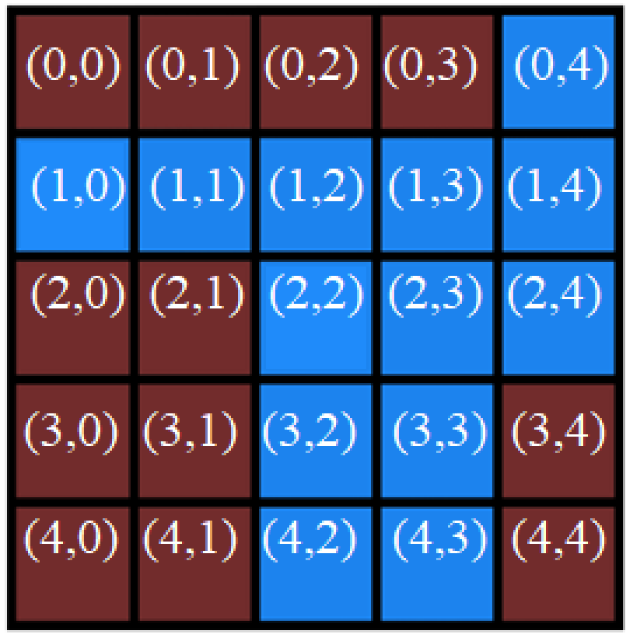 (0,0) (0,1) (0,2) (0,3) (0,4)
(1,0) (1,1) (1,2) (1,3) (1,4)
(2,0) (2,1) (2,2) (2,3) (2,4)
(3,0) (3,1) (3,2) (3,3) (3,4)
(4,0) (4,1) (4,2) (4,3) (4,4)